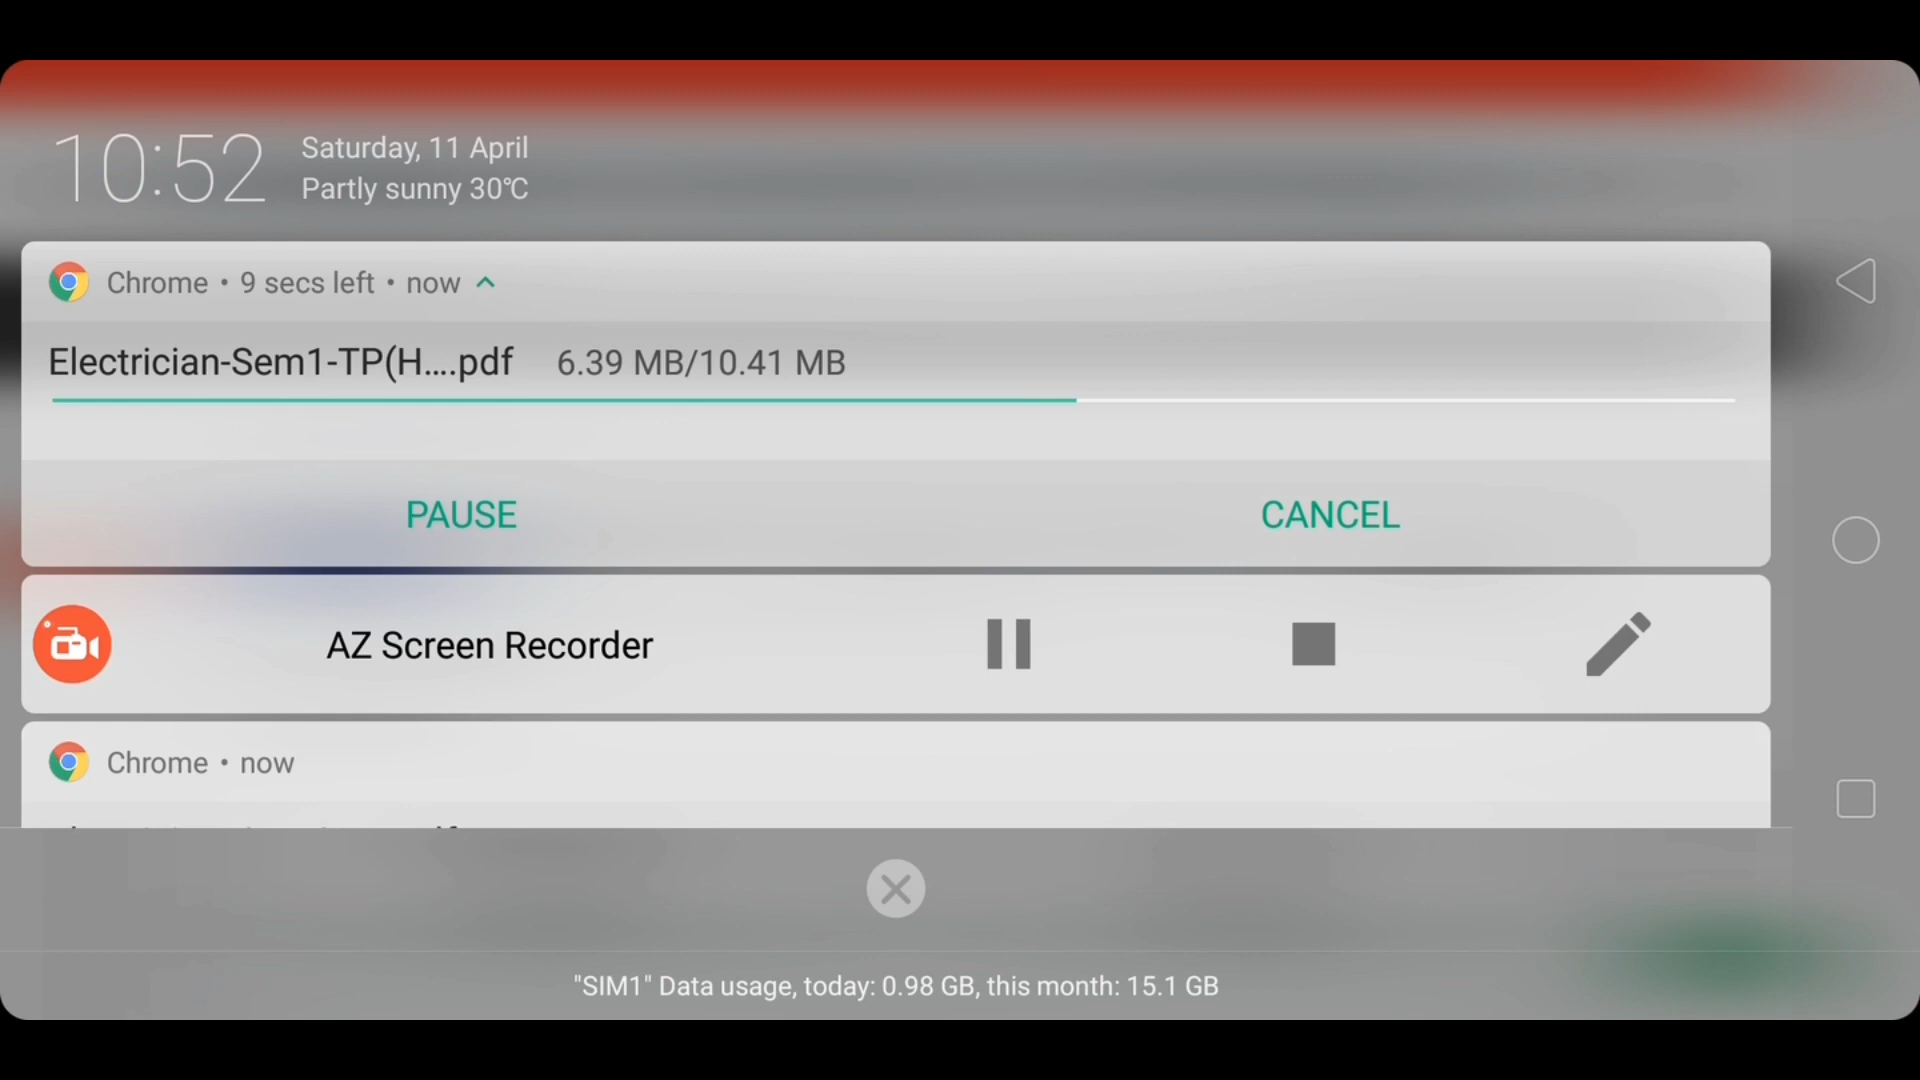 10:52
Saturday, 11 April
Partly sunny 30℃
Chrome • 9 secs left • now
Electrician-Sem1-TP(H....pdf 6.39 MB/10.41 MB
PAUSE
CANCEL
AZ Screen Recorder
Chrome • now
"SIM1" Data usage, today: 0.98 GB, this month: 15.1 GB